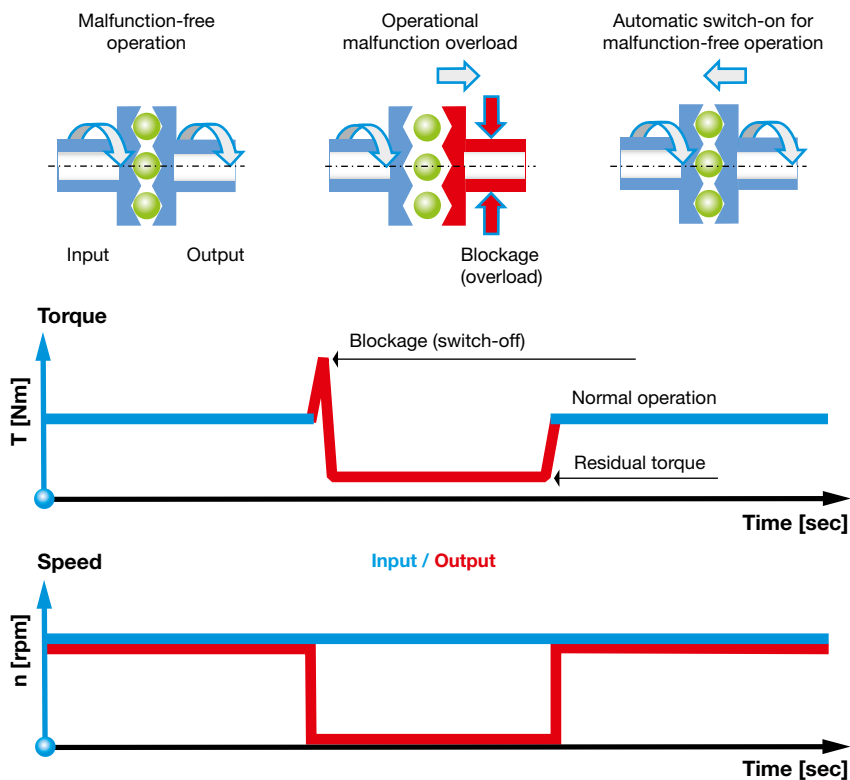 Malfunction-free
operation
Operational
malfunction overload
Automatic switch-on for
malfunction-free operation
Input
Output
Blockage
(overload)
Torque
T [Nm]
Blockage (switch-off)
Normal operation
Residual torque
Time [sec]
Speed
Input / Output
n [rpm]
Time [sec]